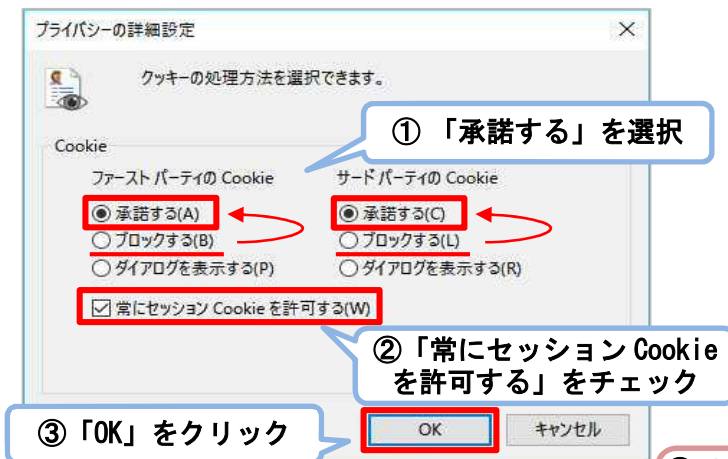 プライバシーの詳細設定
クッキーの処理方法を選択できます。
① 「承諾する」を選択
Cookie
ファースト パーティの Cookie
サード パーティの Cookie
承諾する(A)
承諾する(C)
ブロックする(B)
ブロックする(L)
ダイアログを表示する(P)
ダイアログを表示する(R)
常にセッション Cookie を許可する(W)
②「常にセッション Cookie
を許可する」をチェック
③「OK」をクリック
OK
キャンセル